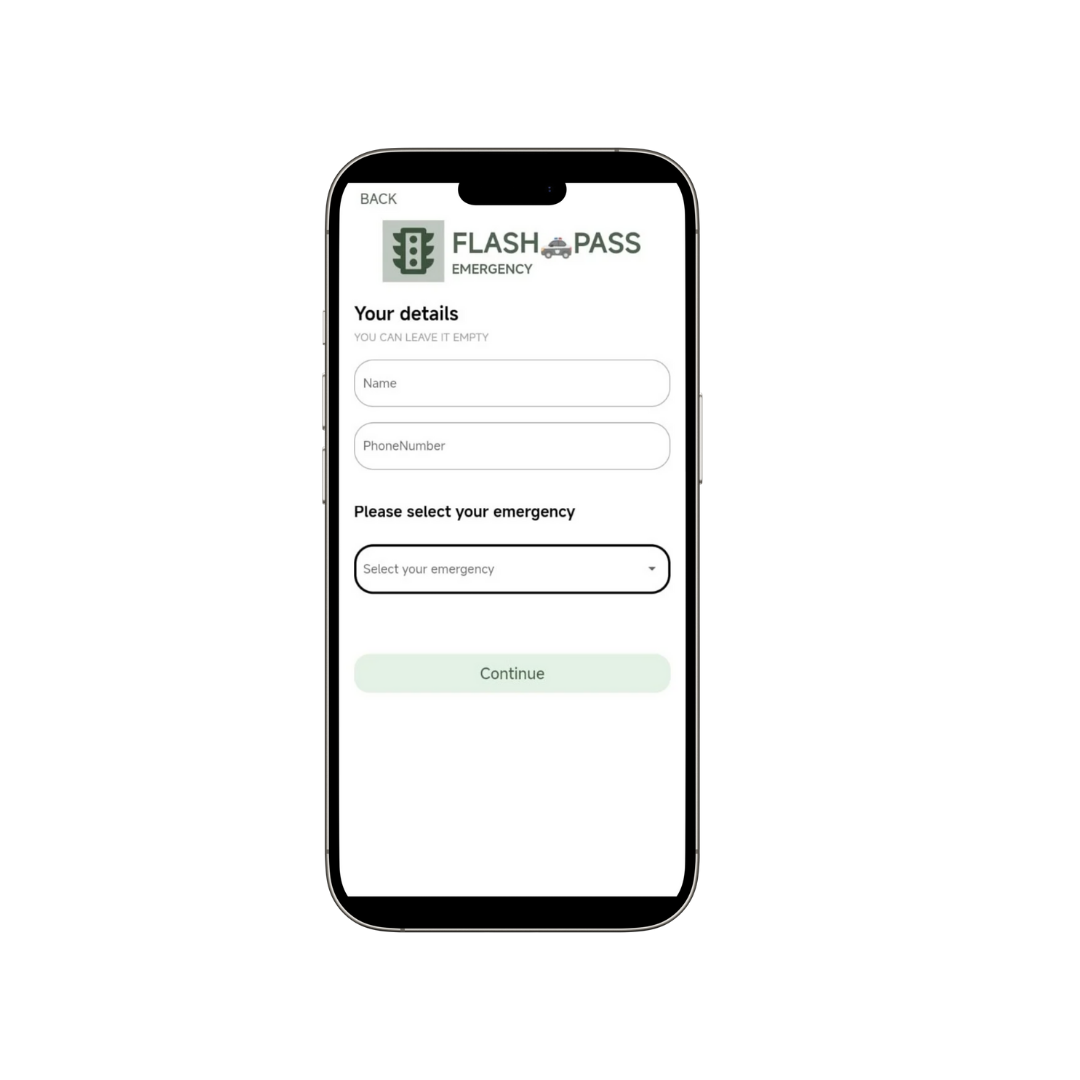 BACK
FLASH PASS
EMERGENCY
Your details
YOU CAN LEAVE IT EMPTY
Name
PhoneNumber
Please select your emergency
Select your emergency
Continue